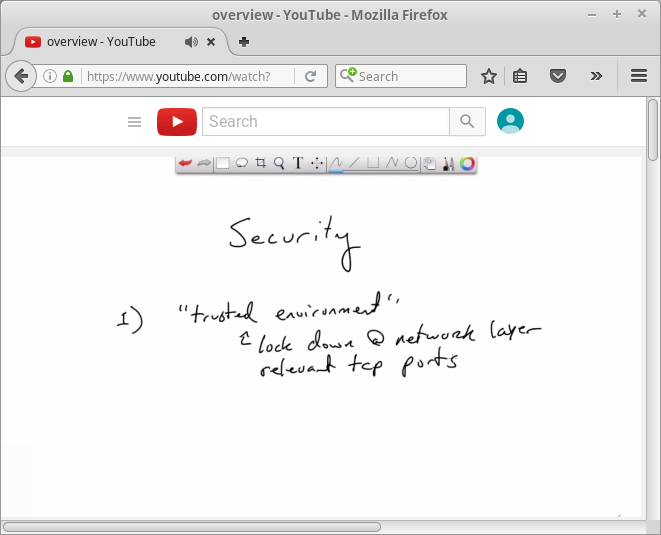 overview - YouTube - Mozilla Firefox
overview - YouTube
https://www.youtube.com/watch?
Search
Search
T
Security
1) "trusted environment"
lock down @ network layer
relevant tcp ports